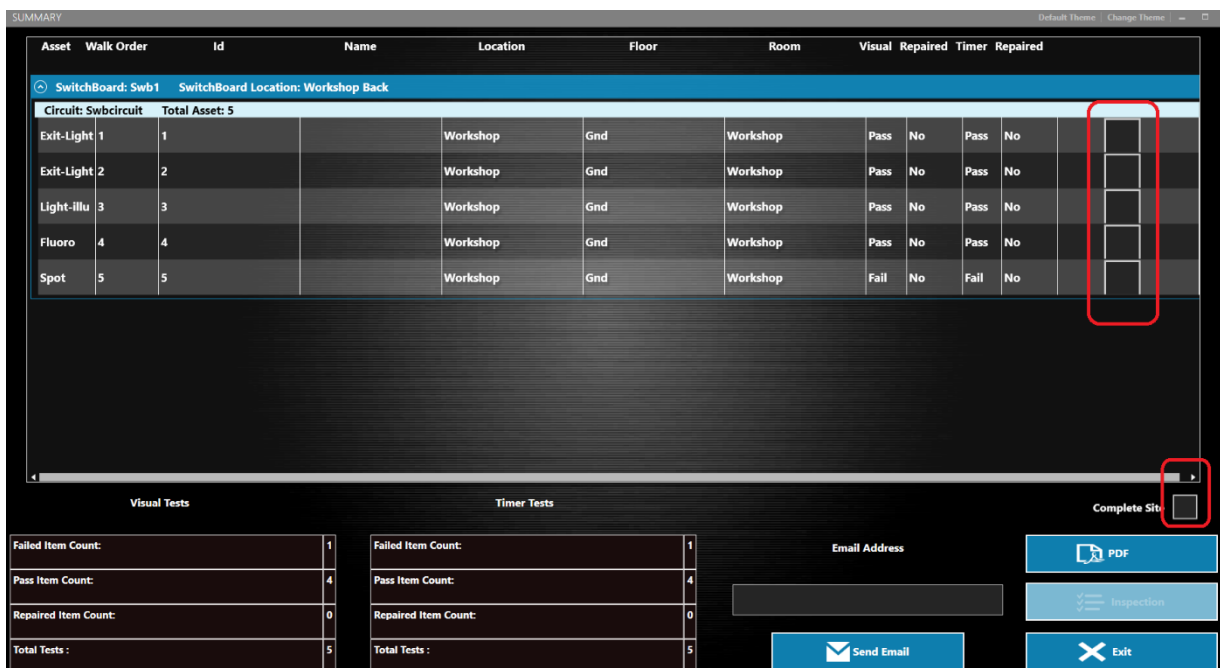 SUMMARY Default Theme Change Theme
Asset Walk Order Id Name Location Floor Room Visual Repaired Timer Repaired
SwitchBoard: Swb1 SwitchBoard Location: Workshop Back
Circuit: Swbcircuit Total Asset: 5
Exit-Light 1 1 Workshop Gnd Workshop Pass No Pass No
Exit-Light 2 2 Workshop Gnd Workshop Pass No Pass No
Light-illu 3 3 Workshop Gnd Workshop Pass No Pass No
Fluoro 4 4 Workshop Gnd Workshop Pass No Pass No
Spot 5 5 Workshop Gnd Workshop Fail No Fail No
Visual Tests
Timer Tests
Complete Site
Failed Item Count: 1
Pass Item Count: 4
Repaired Item Count: 0
Total Tests : 5
Failed Item Count: 1
Pass Item Count: 4
Repaired Item Count: 0
Total Tests : 5
Email Address
Send Email
PDF
Inspection
Exit